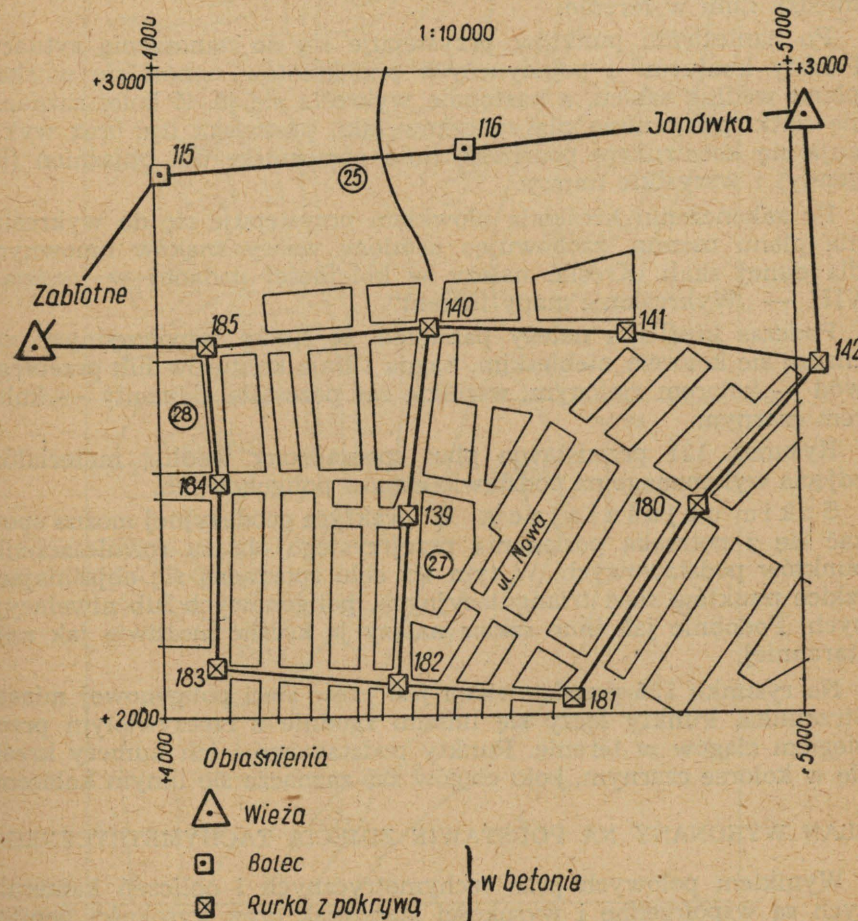 +4000
1:10 000
+5000
+3000
+3000
Janówka
116
115
25
Zabłotne
185
140
141
142
28
184
139
180
ul. Nowa
27
183
182
181
+2000
+4000
+5000
Objaśnienia
Wieża
Bolec
w betonie
Rurka z pokrywą